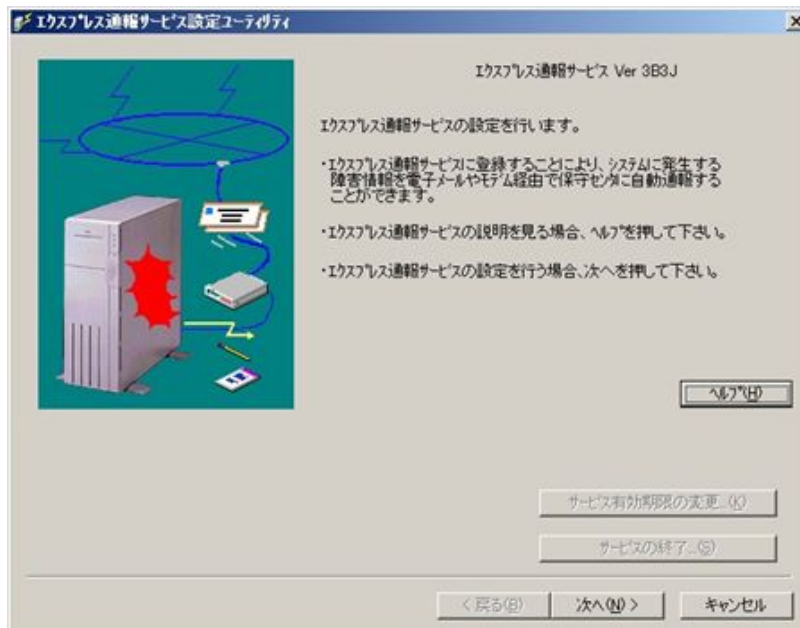 ｴｸｽﾌﾟﾚｽ通報ｻｰﾋﾞｽ設定ﾕｰﾃｨﾘﾃｨ
ｴｸｽﾌﾟﾚｽ通報ｻｰﾋﾞｽ Ver 3B3J
ｴｸｽﾌﾟﾚｽ通報ｻｰﾋﾞｽの設定を行います。
・ｴｸｽﾌﾟﾚｽ通報ｻｰﾋﾞｽに登録することにより、ｼｽﾃﾑに発生する
障害情報を電子ﾒｰﾙやﾓﾃﾞﾑ経由で保守ｾﾝﾀに自動通報する
ことができます。
・ｴｸｽﾌﾟﾚｽ通報ｻｰﾋﾞｽの説明を見る場合、ﾍﾙﾌﾟを押して下さい。
・ｴｸｽﾌﾟﾚｽ通報ｻｰﾋﾞｽの設定を行う場合、次へを押して下さい。
ﾍﾙﾌﾟ(H)
ｻｰﾋﾞｽ有効期限の変更...(K)
ｻｰﾋﾞｽの終了...(S)
< 戻る(B) 次へ(N) > キャンセル